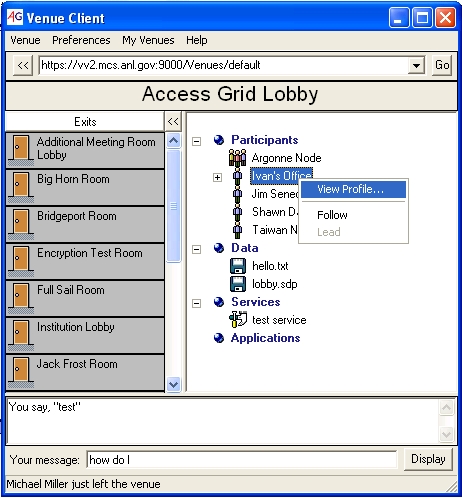 AG Venue Client
Venue Preferences My Venues Help
<< https://vv2.mcs.anl.gov:9000/Venues/default Go
Access Grid Lobby
Exits <<
Additional Meeting Room
Lobby
Big Horn Room
Bridgeport Room
Encryption Test Room
Full Sail Room
Institution Lobby
Jack Frost Room
Participants
Argonne Node
Ivan's Office
View Profile...
Jim Sened
Shawn Da
Follow
Taiwan N
Lead
Data
hello.txt
lobby.sdp
Services
test service
Applications
You say, "test"
Your message: how do I Display
Michael Miller just left the venue